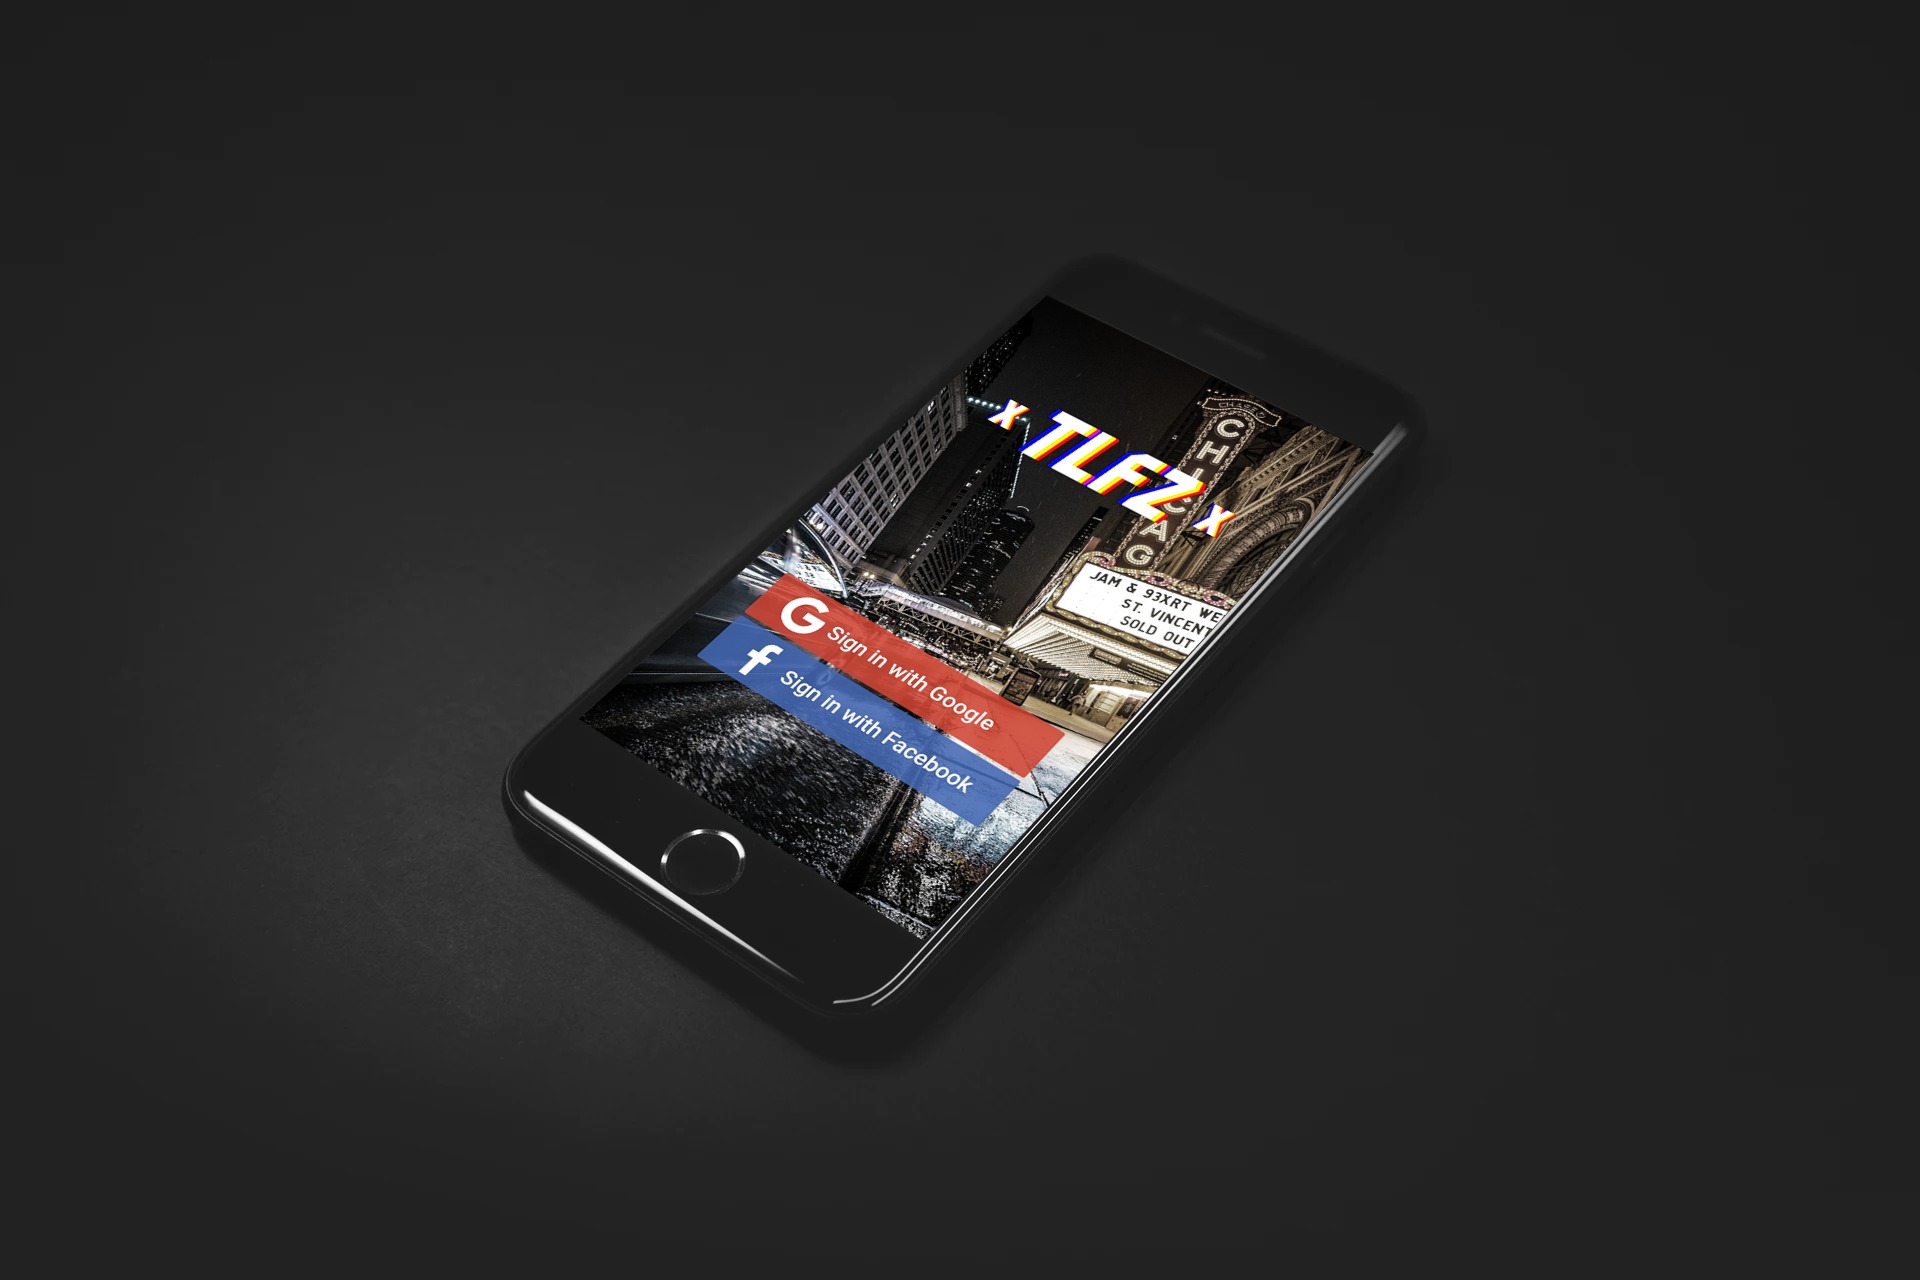 x TLFZ x
CHICAG
JAM & 93XRT WE
ST. VINCENT
SOLD OUT
G Sign in with Google
f Sign in with Facebook